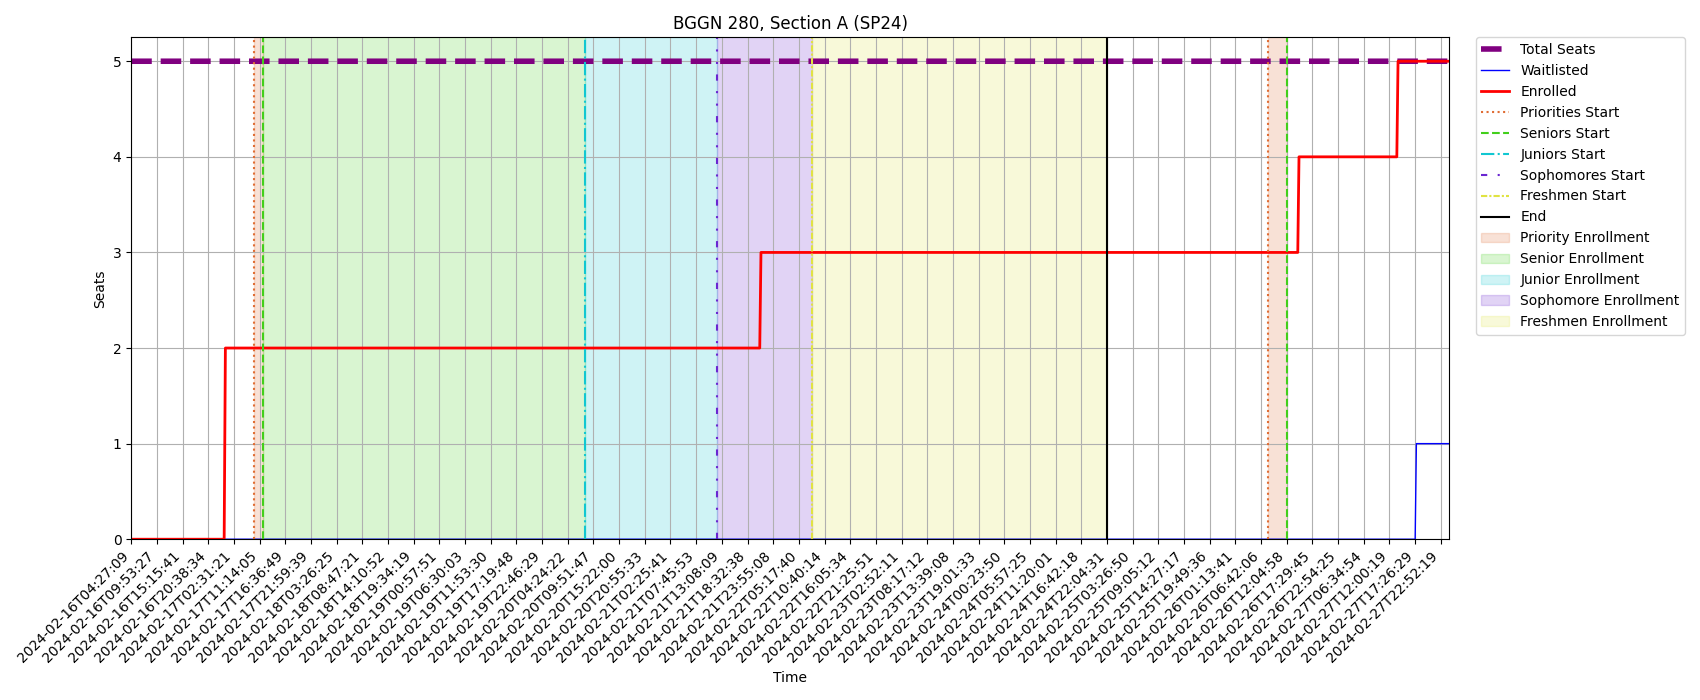 BGGN 280, Section A (SP24)
Seats
5
4
3
2
1
0
2024-02-16T04:27:09
2024-02-16T09:53:27
2024-02-16T15:15:41
2024-02-16T20:38:34
2024-02-17T02:31:21
2024-02-17T11:14:05
2024-02-17T16:36:49
2024-02-17T21:59:39
2024-02-18T03:26:25
2024-02-18T08:47:21
2024-02-18T14:10:52
2024-02-18T19:34:19
2024-02-19T00:57:51
2024-02-19T06:30:03
2024-02-19T11:53:30
2024-02-19T17:19:48
2024-02-19T22:46:29
2024-02-20T04:24:22
2024-02-20T09:51:47
2024-02-20T15:22:00
2024-02-20T20:55:33
2024-02-21T02:25:41
2024-02-21T07:45:53
2024-02-21T13:08:09
2024-02-21T18:32:38
2024-02-21T23:55:08
2024-02-22T05:17:40
2024-02-22T10:40:14
2024-02-22T16:05:34
2024-02-22T21:25:51
2024-02-23T02:52:11
2024-02-23T08:17:12
2024-02-23T13:39:08
2024-02-23T19:01:33
2024-02-24T00:23:50
2024-02-24T05:57:25
2024-02-24T11:20:01
2024-02-24T16:42:18
2024-02-24T22:04:31
2024-02-25T03:26:50
2024-02-25T09:05:12
2024-02-25T14:27:17
2024-02-25T19:49:36
2024-02-26T01:13:41
2024-02-26T06:42:06
2024-02-26T12:04:58
2024-02-26T17:29:45
2024-02-26T22:54:25
2024-02-27T06:34:54
2024-02-27T12:00:19
2024-02-27T17:26:29
2024-02-27T22:52:19
Time
Total Seats
Waitlisted
Enrolled
Priorities Start
Seniors Start
Juniors Start
Sophomores Start
Freshmen Start
End
Priority Enrollment
Senior Enrollment
Junior Enrollment
Sophomore Enrollment
Freshmen Enrollment